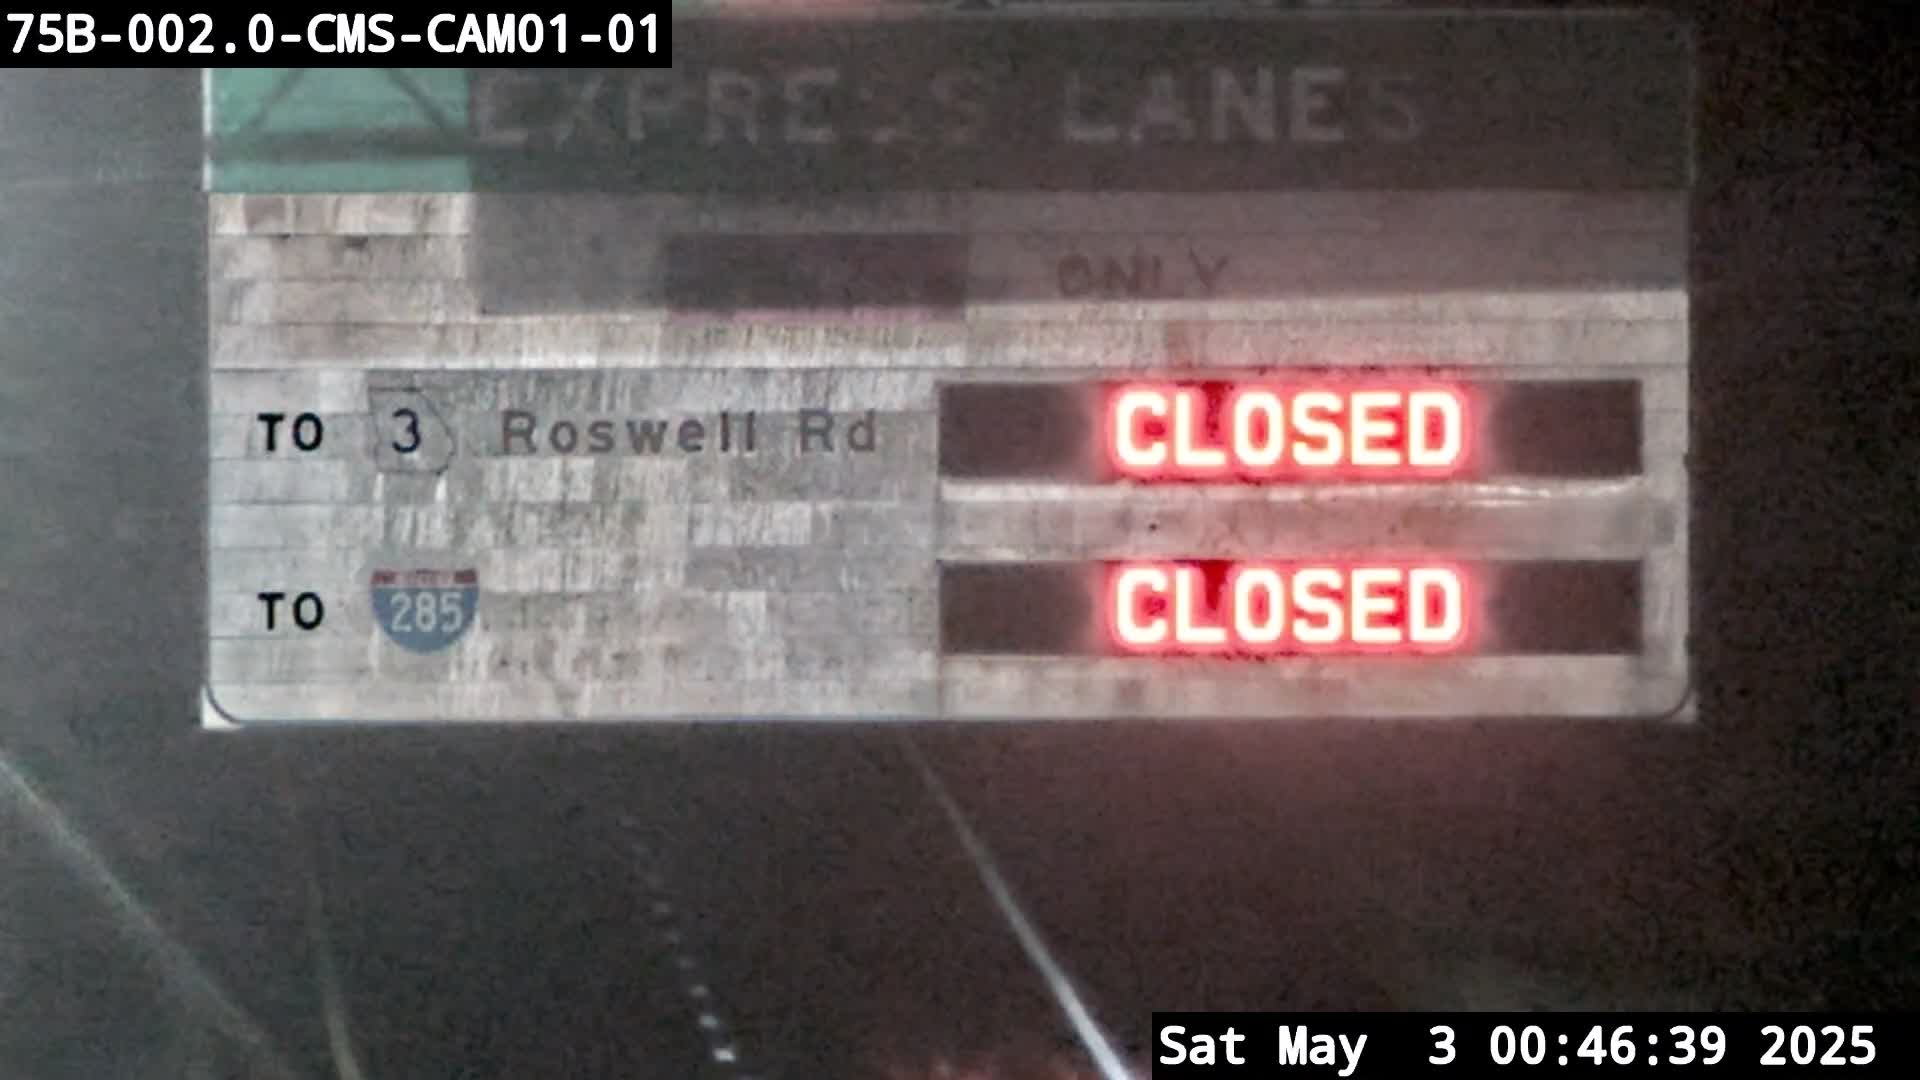 75B-002.0-CMS-CAM01-01
EXPRESS LANES
ONLY
TO 3 Roswell Rd CLOSED
TO 285 CLOSED
Sat May 3 00:46:39 2025